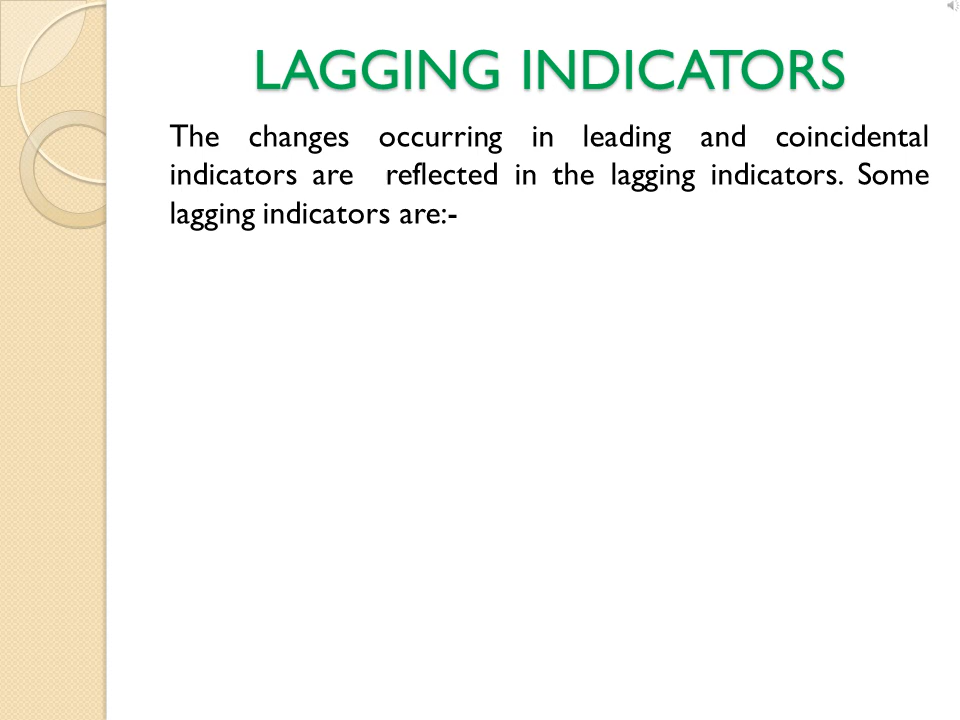 LAGGING INDICATORS
The changes occurring in leading and coincidental
indicators are reflected in the lagging indicators. Some
lagging indicators are:-